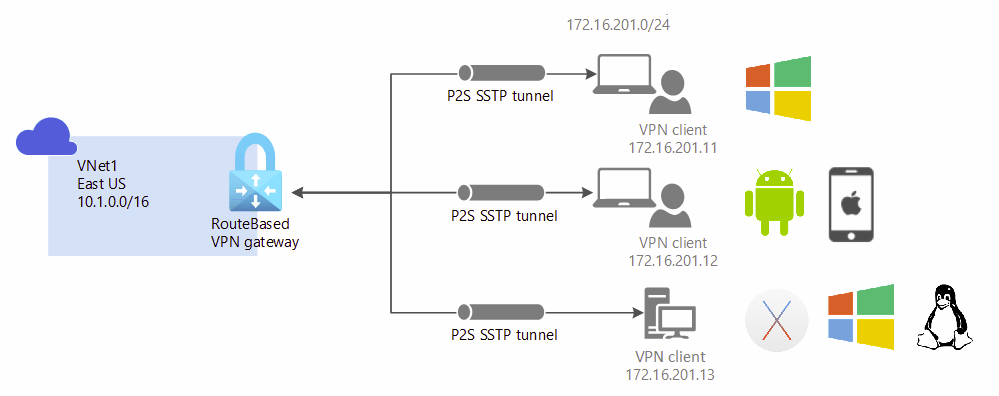 172.16.201.0/24
P2S SSTP tunnel
VPN client
172.16.201.11
VNet1
East US
10.1.0.0/16
RouteBased
VPN gateway
P2S SSTP tunnel
VPN client
172.16.201.12
P2S SSTP tunnel
VPN client
172.16.201.13